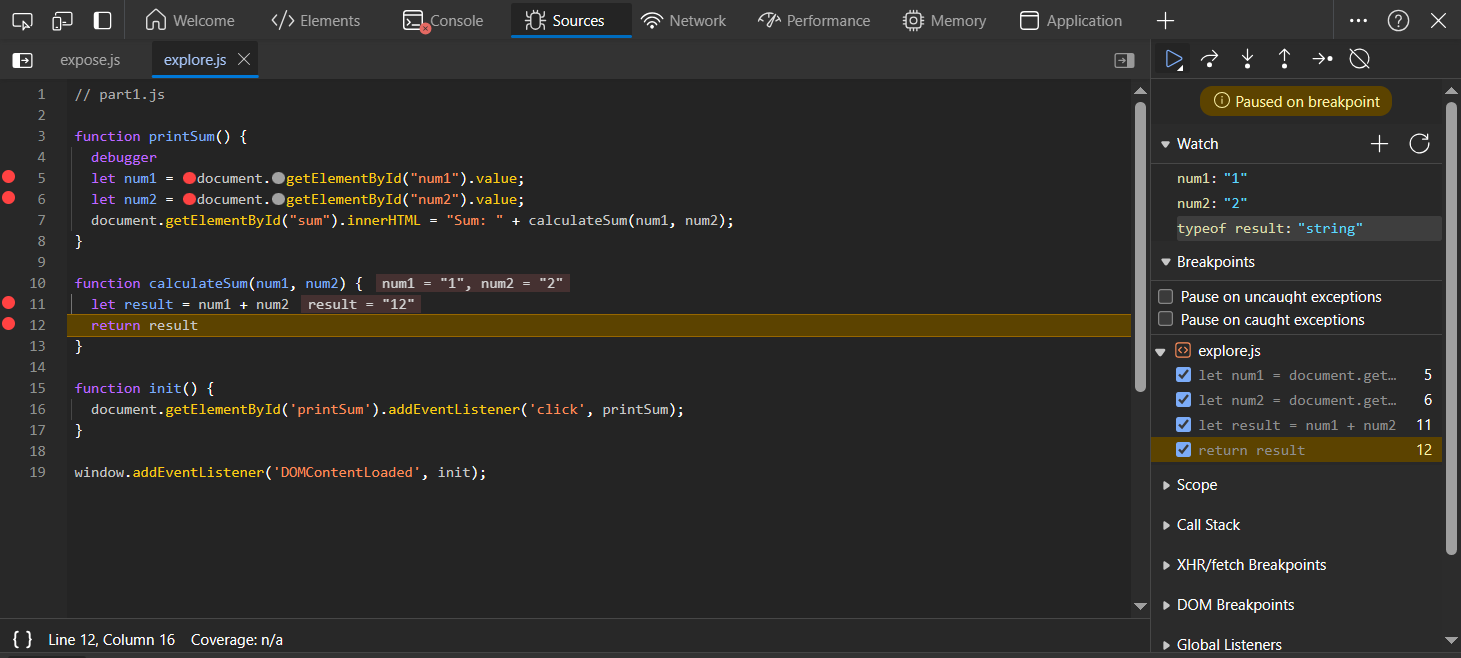 Welcome Elements Console Sources Network Performance Memory Application
expose.js explore.js
1 // part1.js
2
3 function printSum() {
4 debugger
5 let num1 = document.getElementById("num1").value;
6 let num2 = document.getElementById("num2").value;
7 document.getElementById("sum").innerHTML = "Sum: " + calculateSum(num1, num2);
8 }
9
10 function calculateSum(num1, num2) { num1 = "1", num2 = "2"
11 let result = num1 + num2 result = "12"
12 return result
13 }
14
15 function init() {
16 document.getElementById('printSum').addEventListener('click', printSum);
17 }
18
19 window.addEventListener('DOMContentLoaded', init);
{ } Line 12, Column 16 Coverage: n/a
Paused on breakpoint
Watch
num1: "1"
num2: "2"
typeof result: "string"
Breakpoints
Pause on uncaught exceptions
Pause on caught exceptions
explore.js
let num1 = document.get… 5
let num2 = document.get… 6
let result = num1 + num2 11
return result 12
Scope
Call Stack
XHR/fetch Breakpoints
DOM Breakpoints
Global Listeners